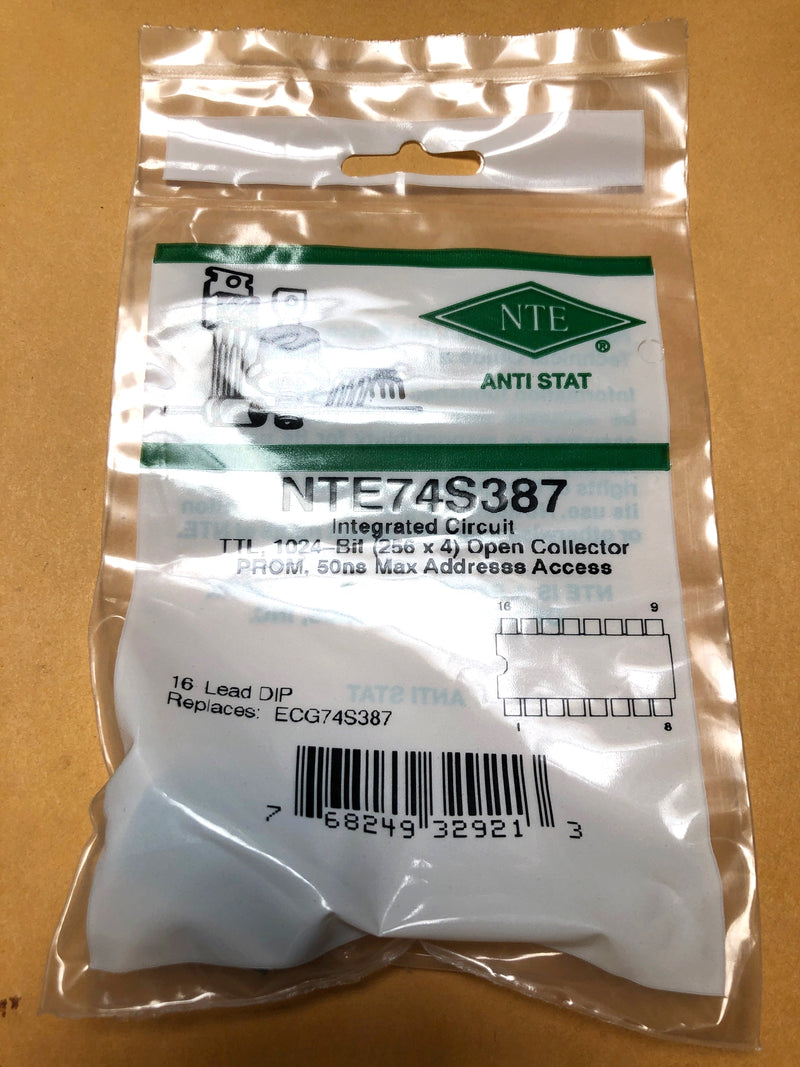 NTE
®
ANTI STAT
NTE74S387
Integrated Circuit
TTL, 1024-Bit (256 x 4) Open Collector
PROM, 50ns Max Addresss Access
16 9
1 8
16 Lead DIP
Replaces: ECG74S387
7 68249 32921 3